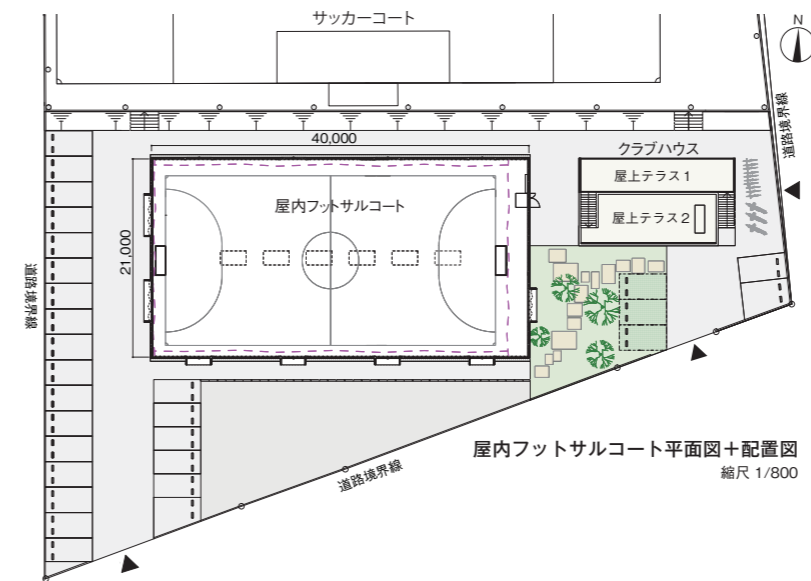 サッカーコート
N
道路境界線
40,000
クラブハウス
屋上テラス1
屋内フットサルコート
屋上テラス2
21,000
道路境界線
道路境界線
屋内フットサルコート平面図+配置図
縮尺 1/800